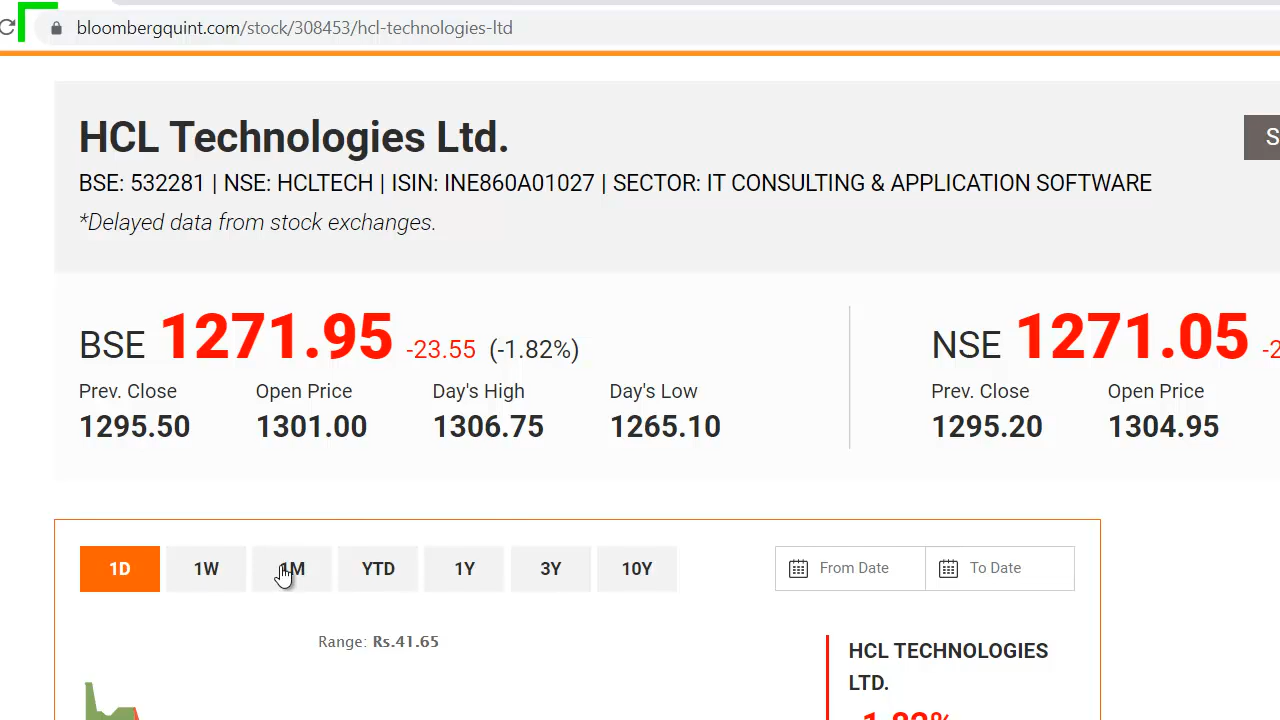 bloombergquint.com/stock/308453/hcl-technologies-ltd
HCL Technologies Ltd.
BSE: 532281 | NSE: HCLTECH | ISIN: INE860A01027 | SECTOR: IT CONSULTING & APPLICATION SOFTWARE
*Delayed data from stock exchanges.
BSE 1271.95 -23.55 (-1.82%)
Prev. Close Open Price Day's High Day's Low
1295.50 1301.00 1306.75 1265.10
NSE 1271.05
Prev. Close Open Price
1295.20 1304.95
1D 1W 1M YTD 1Y 3Y 10Y
From Date To Date
Range: Rs.41.65
HCL TECHNOLOGIES
LTD.